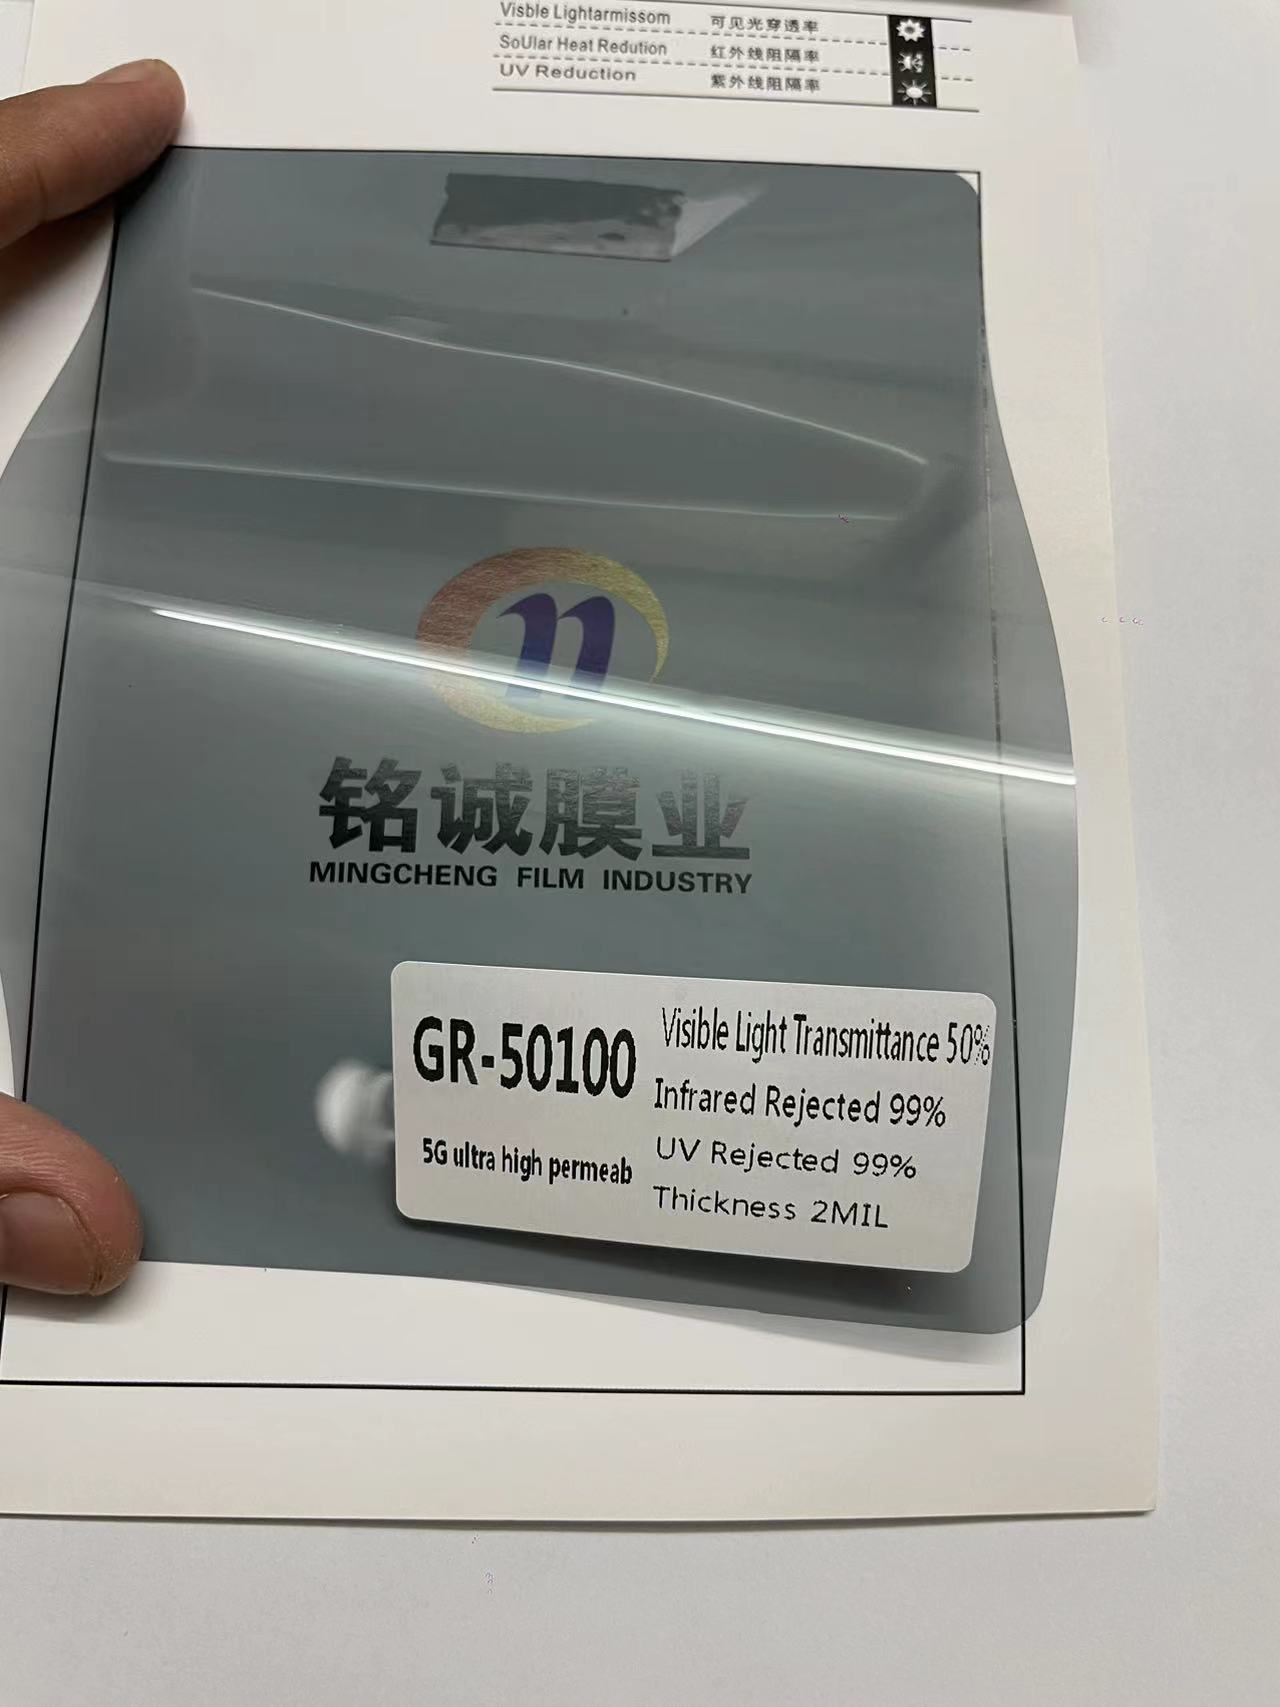 Visble Lightarmissom 可见光穿透率
SoUlar Heat Redution 红外线阻隔率
UV Reduction 紫外线阻隔率
n
铭诚膜业
MINGCHENG FILM INDUSTRY
GR-50100
5G ultra high permeab
Visible Light Transmittance 50%
Infrared Rejected 99%
UV Rejected 99%
Thickness 2MIL